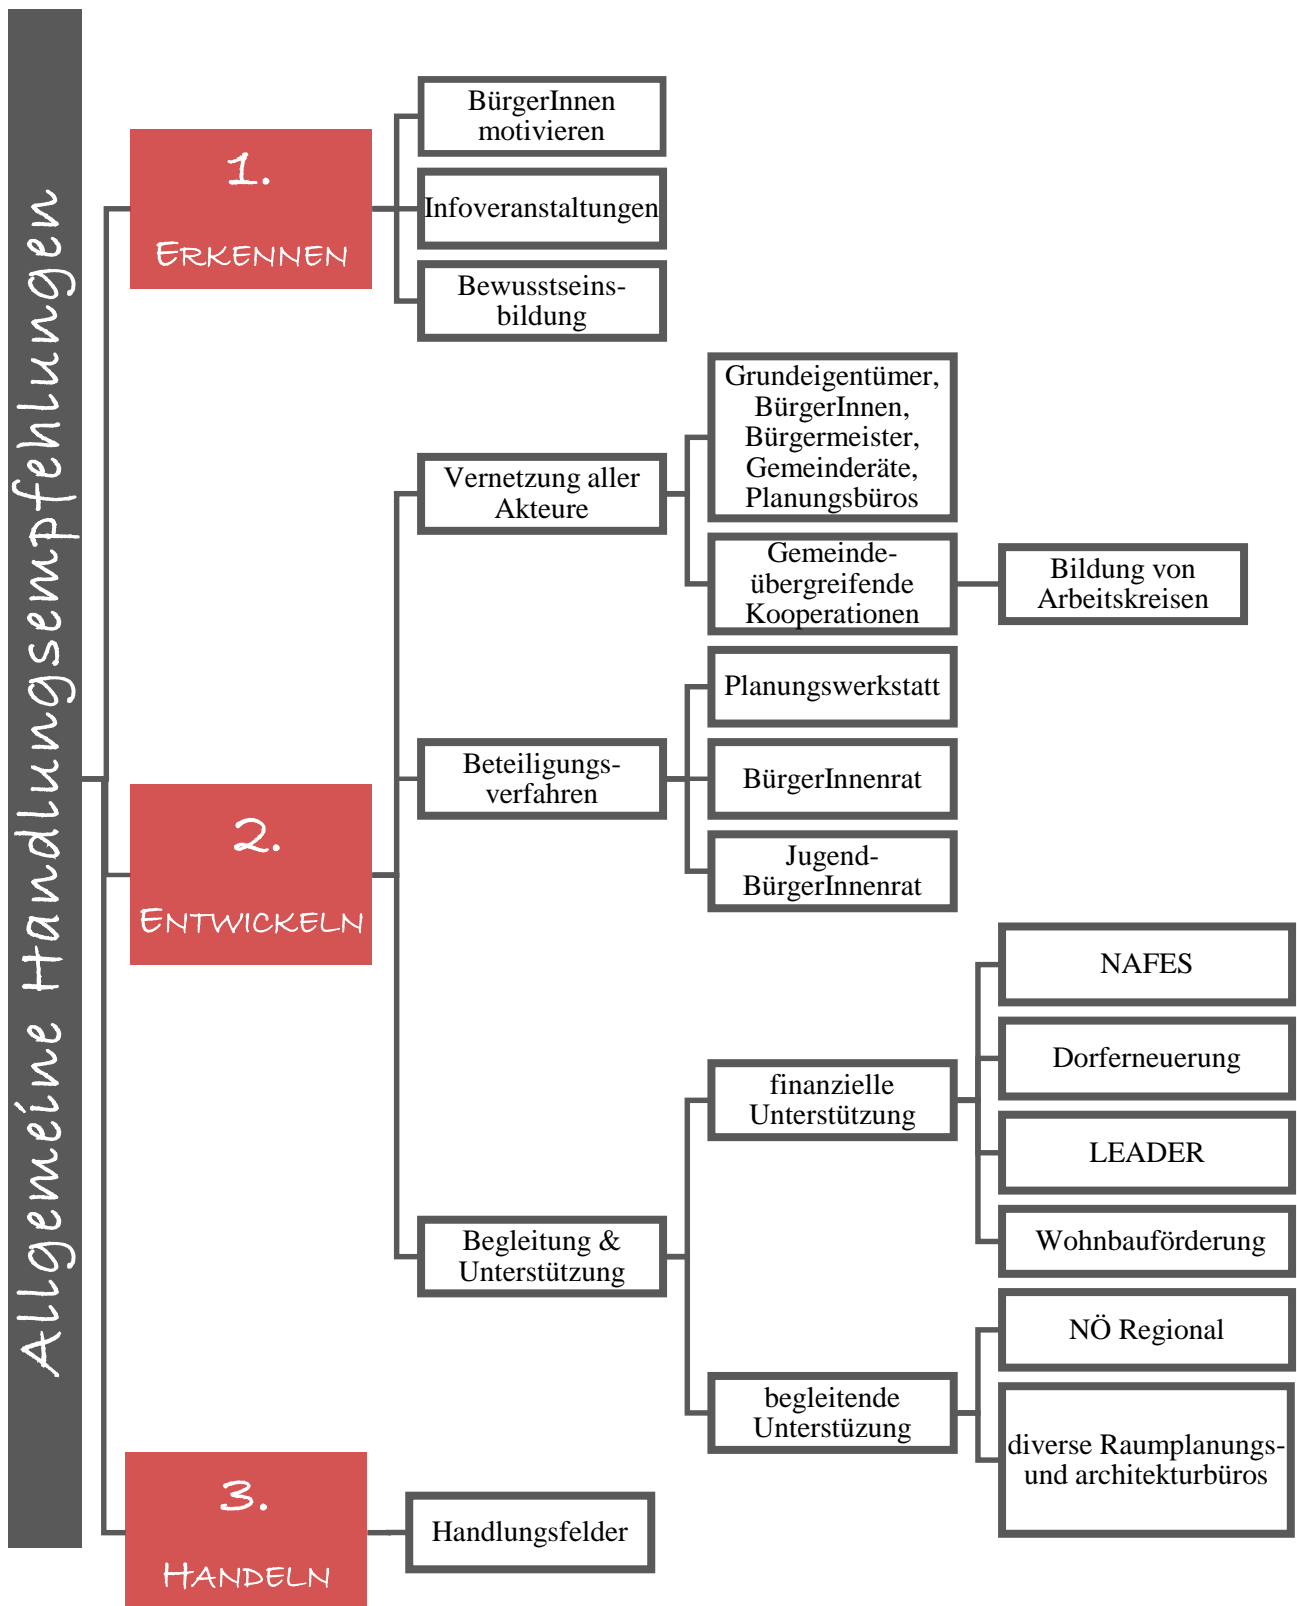 Allgemeine Handlungsempfehlungen
1.
ERKENNEN
BürgerInnen
motivieren
Infoveranstaltungen
Bewusstseins-
bildung
2.
ENTWICKELN
Vernetzung aller
Akteure
Grundeigentümer,
BürgerInnen,
Bürgermeister,
Gemeinderäte,
Planungsbüros
Gemeinde-
übergreifende
Kooperationen
Bildung von
Arbeitskreisen
Beteiligungs-
verfahren
Planungswerkstatt
BürgerInnenrat
Jugend-
BürgerInnenrat
Begleitung &
Unterstützung
finanzielle
Unterstützung
NAFES
Dorferneuerung
LEADER
Wohnbauförderung
begleitende
Unterstüzung
NÖ Regional
diverse Raumplanungs-
und architekturbüros
3.
HANDELN
Handlungsfelder